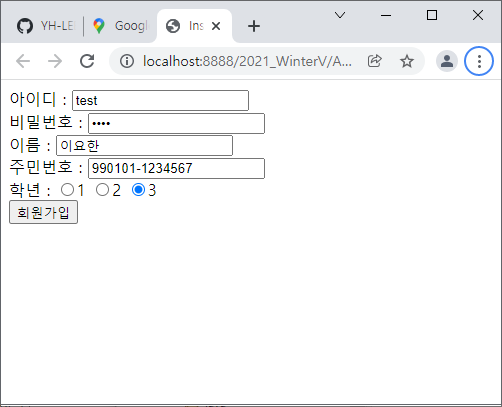 YH-LE
Google
Ins
localhost:8888/2021_WinterV/A...
아이디 : test
비밀번호 : ••••
이름 : 이요한
주민번호 : 990101-1234567
학년 : 1 2 3
회원가입